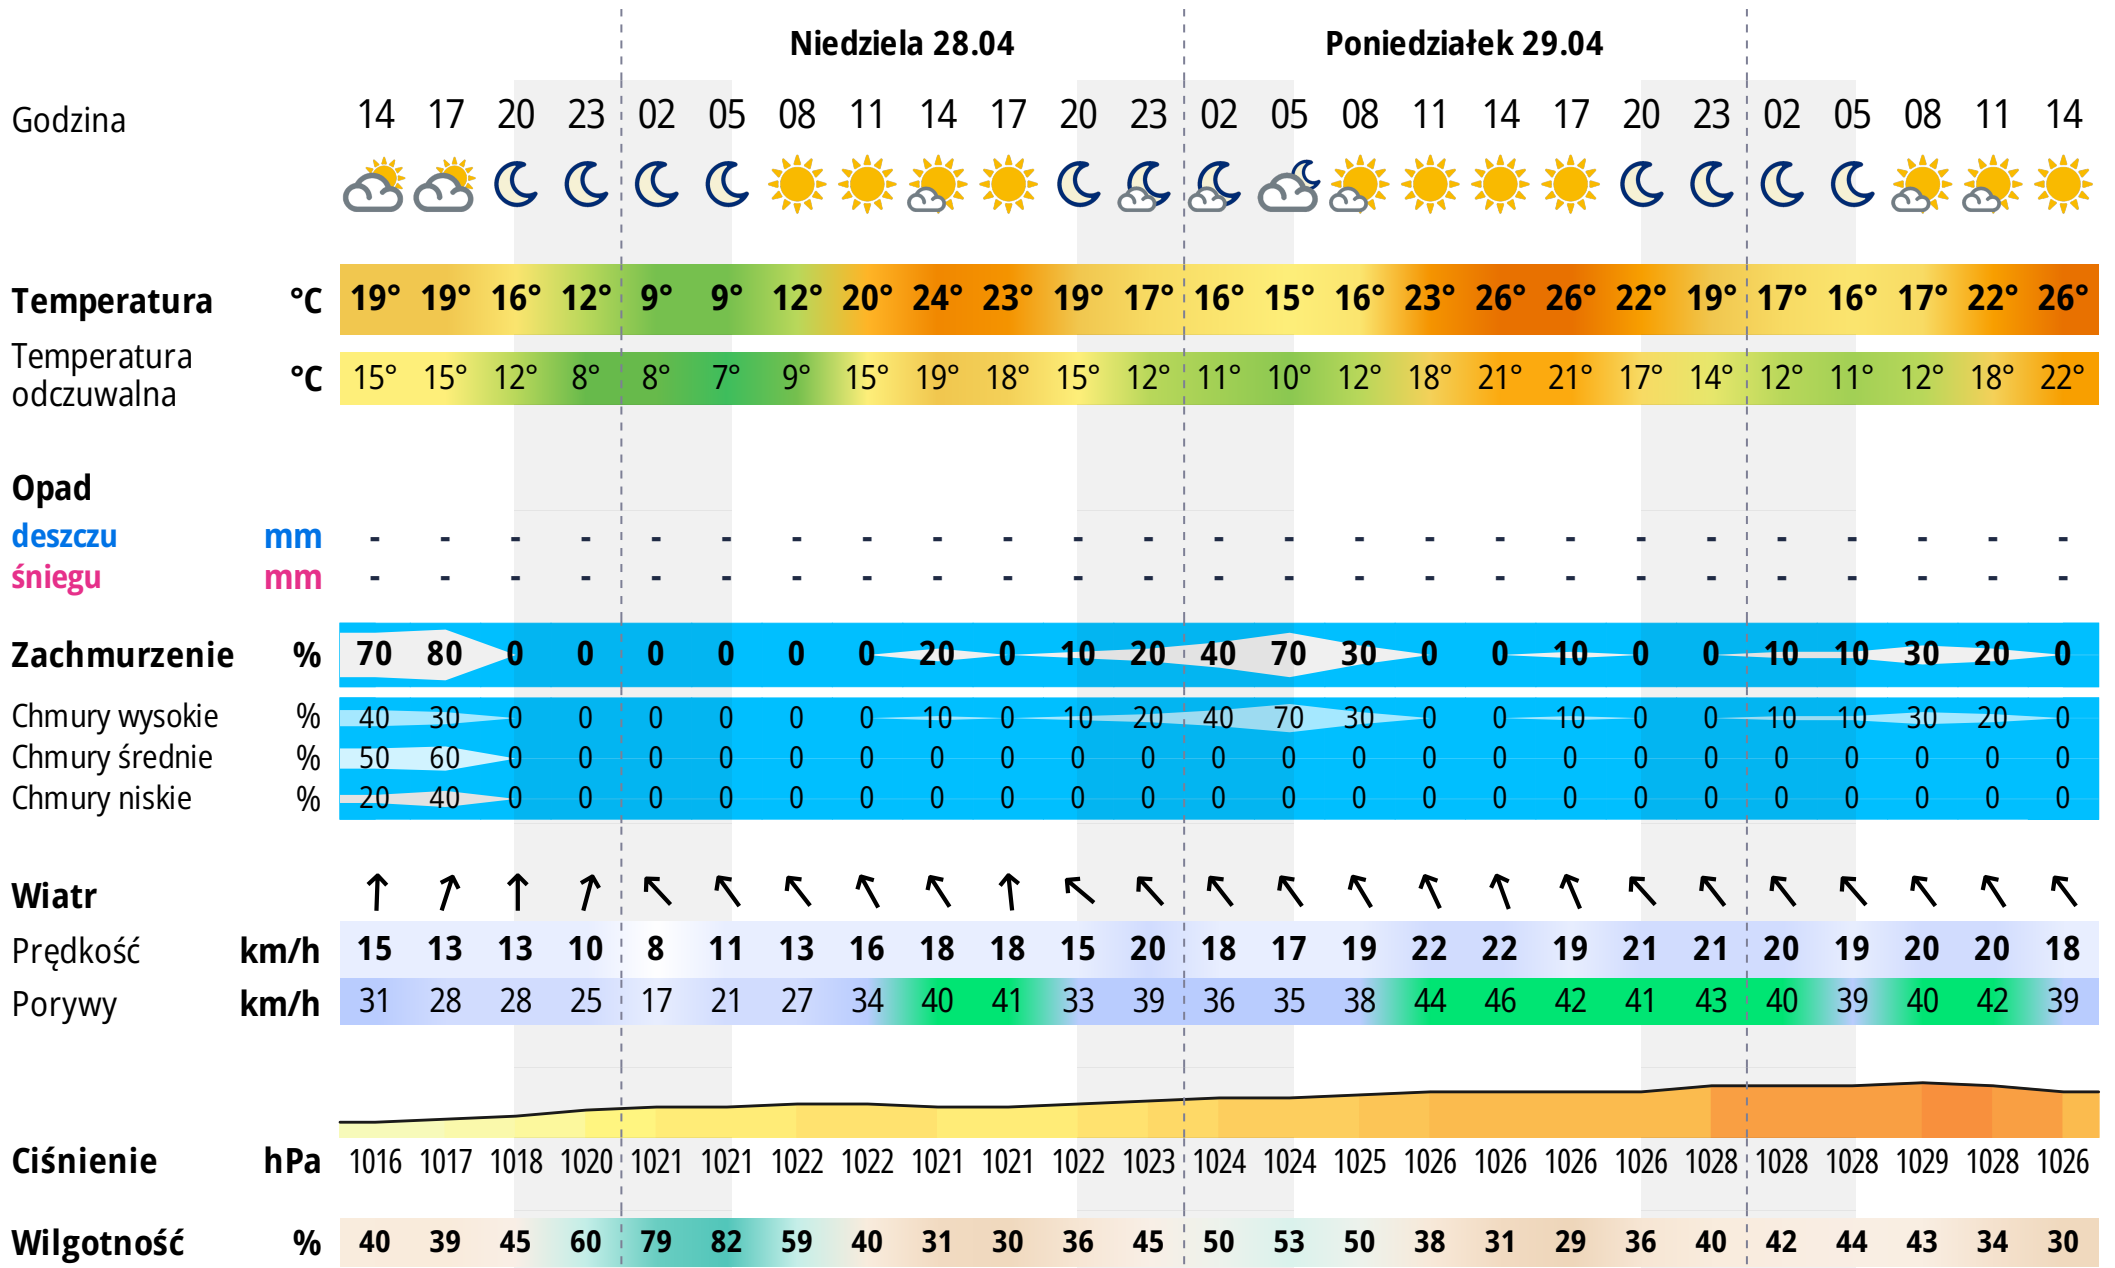 Niedziela 28.04 Poniedziałek 29.04
Godzina 14 17 20 23 02 05 08 11 14 17 20 23 02 05 08 11 14 17 20 23 02 05 08 11 14
Temperatura °C 19° 19° 16° 12° 9° 9° 12° 20° 24° 23° 19° 17° 16° 15° 16° 23° 26° 26° 22° 19° 17° 16° 17° 22° 26°
Temperatura
odczuwalna °C 15° 15° 12° 8° 8° 7° 9° 15° 19° 18° 15° 12° 11° 10° 12° 18° 21° 21° 17° 14° 12° 11° 12° 18° 22°
Opad
deszczu mm - - - - - - - - - - - - - - - - - - - - - - - - -
śniegu mm - - - - - - - - - - - - - - - - - - - - - - - - -
Zachmurzenie % 70 80 0 0 0 0 0 0 20 0 10 20 40 70 30 0 0 10 0 0 10 10 30 20 0
Chmury wysokie % 40 30 0 0 0 0 0 0 10 0 10 20 40 70 30 0 0 10 0 0 10 10 30 20 0
Chmury średnie % 50 60 0 0 0 0 0 0 0 0 0 0 0 0 0 0 0 0 0 0 0 0 0 0 0
Chmury niskie % 20 40 0 0 0 0 0 0 0 0 0 0 0 0 0 0 0 0 0 0 0 0 0 0 0
Wiatr
Prędkość km/h 15 13 13 10 8 11 13 16 18 18 15 20 18 17 19 22 22 19 21 21 20 19 20 20 18
Porywy km/h 31 28 28 25 17 21 27 34 40 41 33 39 36 35 38 44 46 42 41 43 40 39 40 42 39
Ciśnienie hPa 1016 1017 1018 1020 1021 1021 1022 1022 1021 1021 1022 1023 1024 1024 1025 1026 1026 1026 1026 1028 1028 1028 1029 1028 1026
Wilgotność % 40 39 45 60 79 82 59 40 31 30 36 45 50 53 50 38 31 29 36 40 42 44 43 34 30